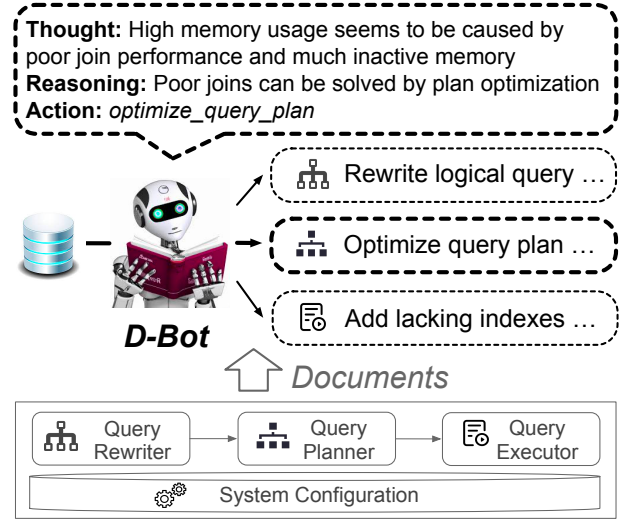 Thought: High memory usage seems to be caused by
poor join performance and much inactive memory
Reasoning: Poor joins can be solved by plan optimization
Action: optimize_query_plan
Rewrite logical query …
Optimize query plan …
Add lacking indexes …
D-Bot
Documents
Query
Rewriter
Query
Planner
Query
Executor
System Configuration